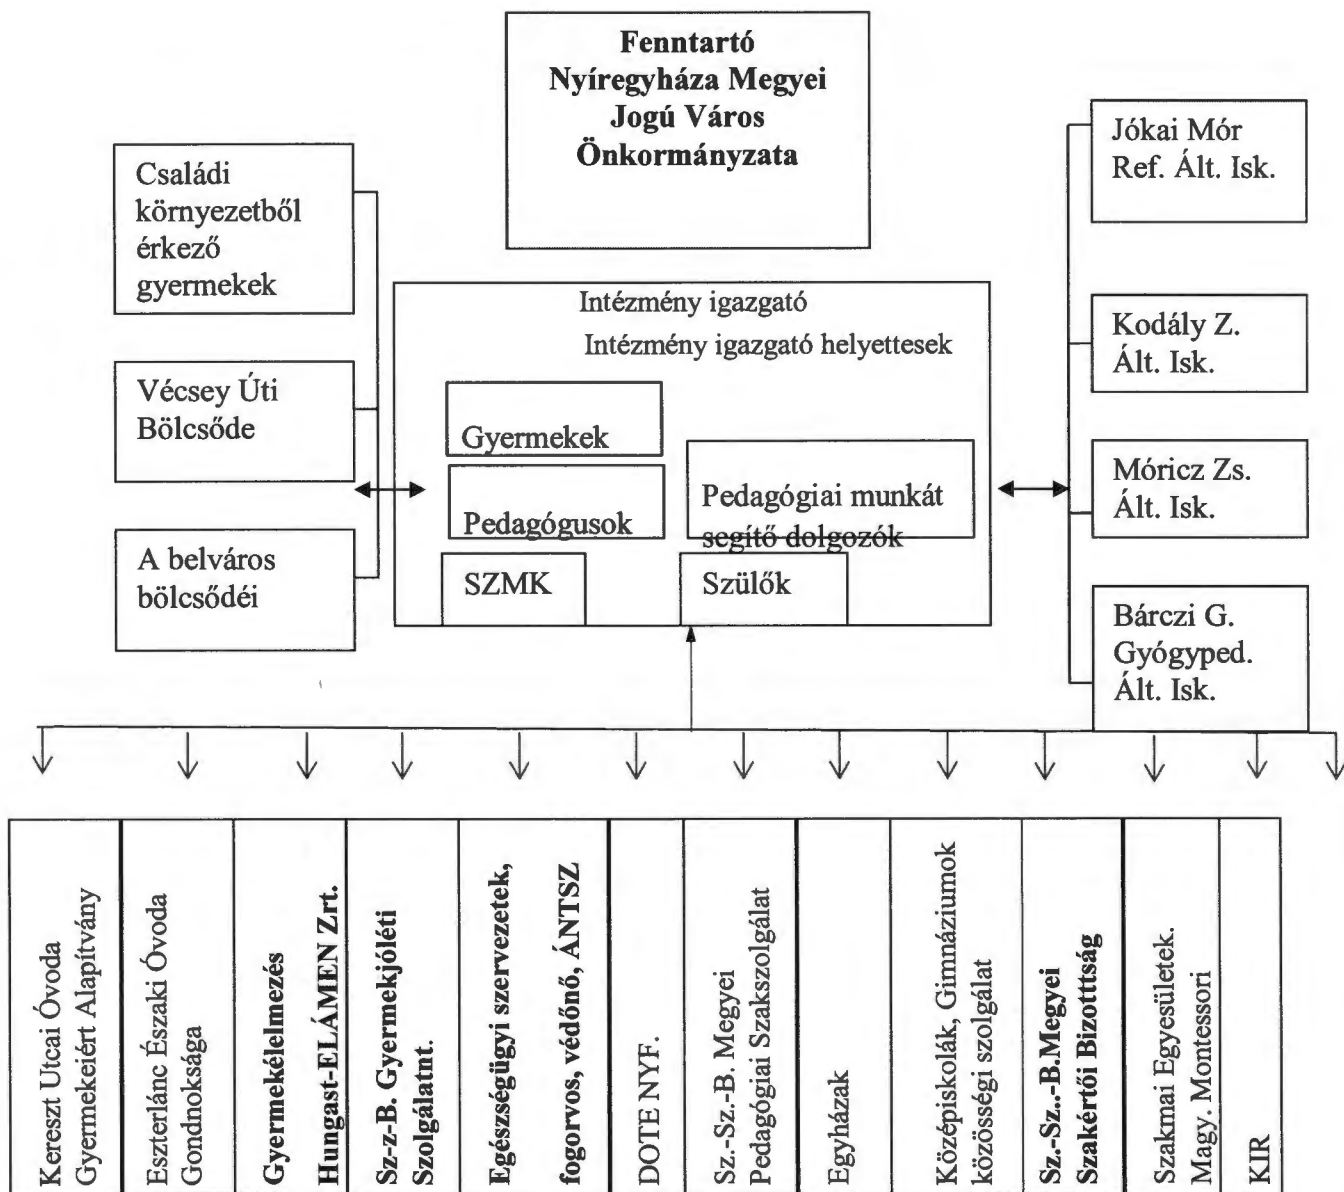 Fenntartó
Nyíregyháza Megyei
Jogú Város
Önkormányzata
Családi
környezetből
érkező
gyermekek
Vécsey Úti
Bölcsőde
A belváros
bölcsődéi
Intézmény igazgató
Intézmény igazgató helyettesek
Gyermekek
Pedagógusok
Pedagógiai munkát
segítő dolgozók
SZMK
Szülők
Jókai Mór
Ref. Ált. Isk.
Kodály Z.
Ált. Isk.
Móricz Zs.
Ált. Isk.
Bárczi G.
Gyógyped.
Ált. Isk.
Kereszt Utcai Óvoda
Gyermekeiért Alapítvány
Eszterlánc Északi Óvoda
Gondnoksága
Gyermekélelmezés
Hungast-ELÁMEN Zrt.
Sz-z-B. Gyermekjóléti
Szolgálatnt.
Egészségügyi szervezetek,
fogorvos, védőnő, ÁNTSZ
DOTE NYF.
Sz.-Sz.-B. Megyei
Pedagógiai Szakszolgálat
Egyházak
Középiskolák, Gimnáziumok
közösségi szolgálat
Sz.-Sz..-B.Megyei
Szakértői Bizotttság
Szakmai Egyesületek.
Magy. Montessori
KIR